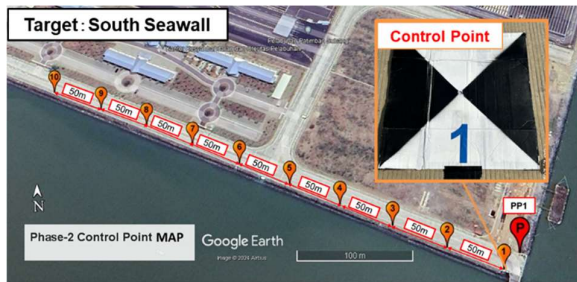 Target: South Seawall
Control Point
1
10
50m
9
50m
8
50m
7
50m
6
50m
5
50m
4
50m
3
50m
2
50m
1
PP1
P
N
Phase-2 Control Point MAP
Google Earth
Image © 2024 Airbus
100 m